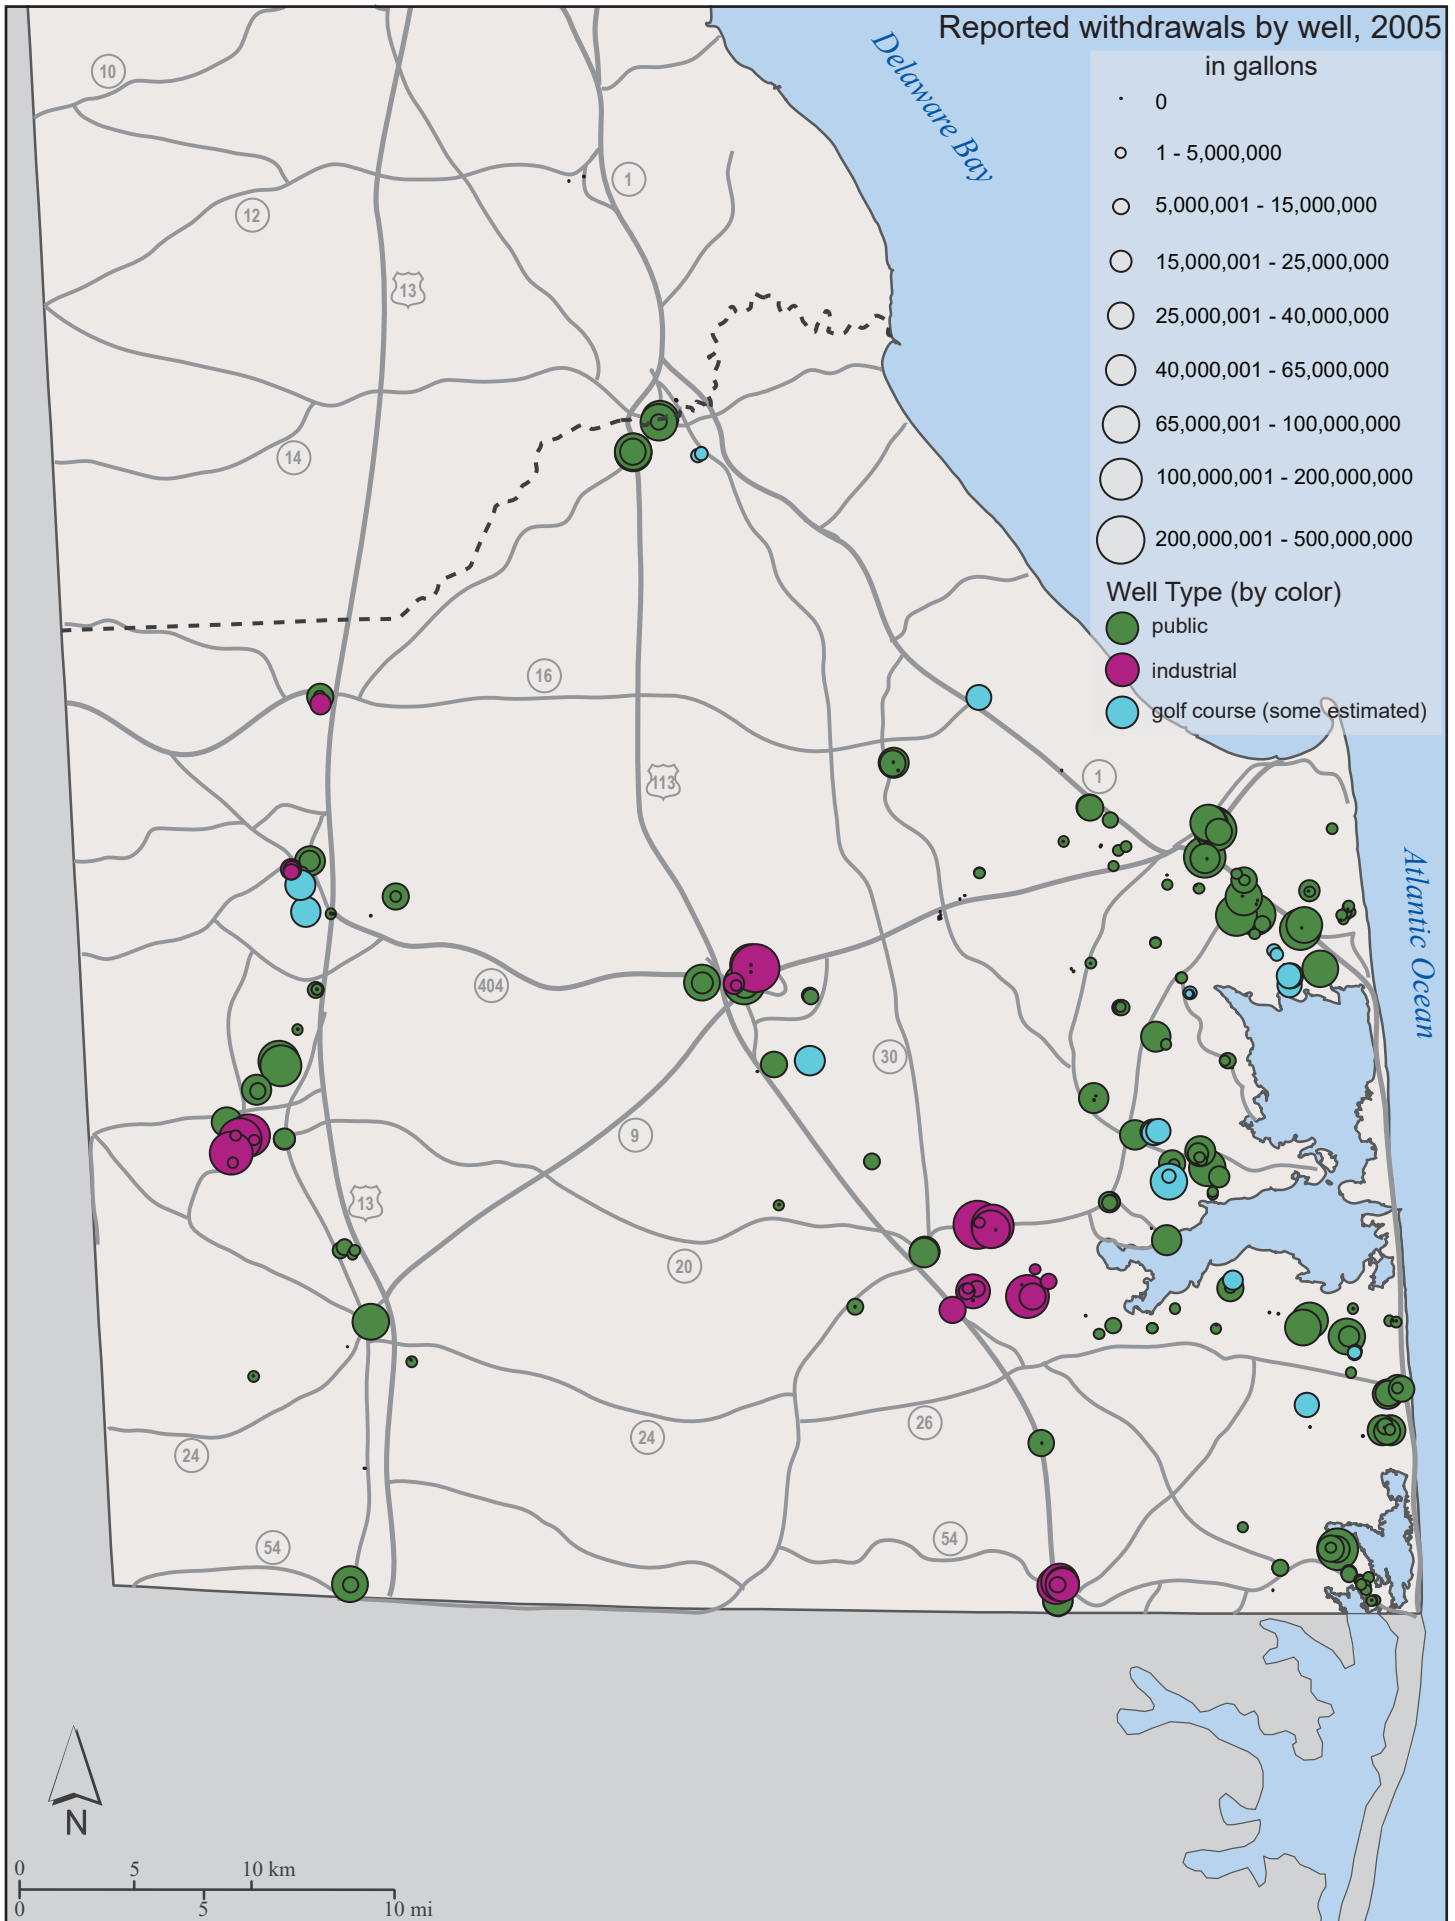 Reported withdrawals by well, 2005
in gallons
0
1 - 5,000,000
5,000,001 - 15,000,000
15,000,001 - 25,000,000
25,000,001 - 40,000,000
40,000,001 - 65,000,000
65,000,001 - 100,000,000
100,000,001 - 200,000,000
200,000,001 - 500,000,000
Well Type (by color)
public
industrial
golf course (some estimated)
Delaware Bay
10
1
12
13
14
16
113
1
Atlantic Ocean
404
30
9
13
20
24
26
24
54
54
N
0 5 10 km
0 5 10 mi